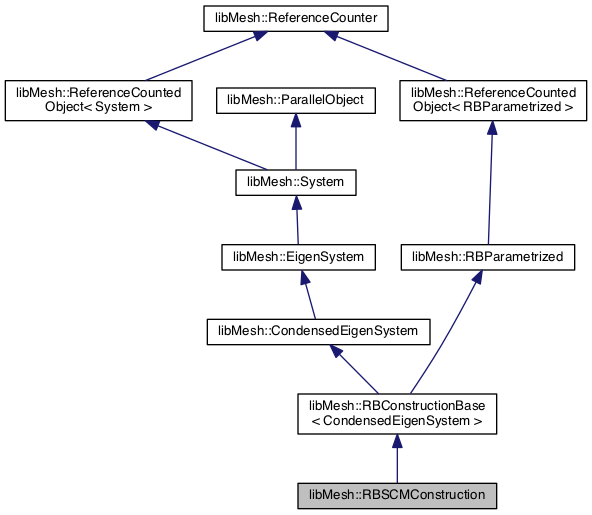 libMesh::ReferenceCounter
libMesh::ReferenceCounted
Object< System >
libMesh::ParallelObject
libMesh::ReferenceCounted
Object< RBParametrized >
libMesh::System
libMesh::EigenSystem
libMesh::RBParametrized
libMesh::CondensedEigenSystem
libMesh::RBConstructionBase
< CondensedEigenSystem >
libMesh::RBSCMConstruction